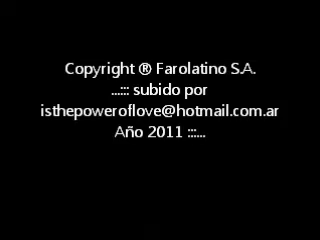 Copyright ® Farolatino S.A.
...::: subido por
isthepoweroflove@hotmail.com.ar
Año 2011 :::...